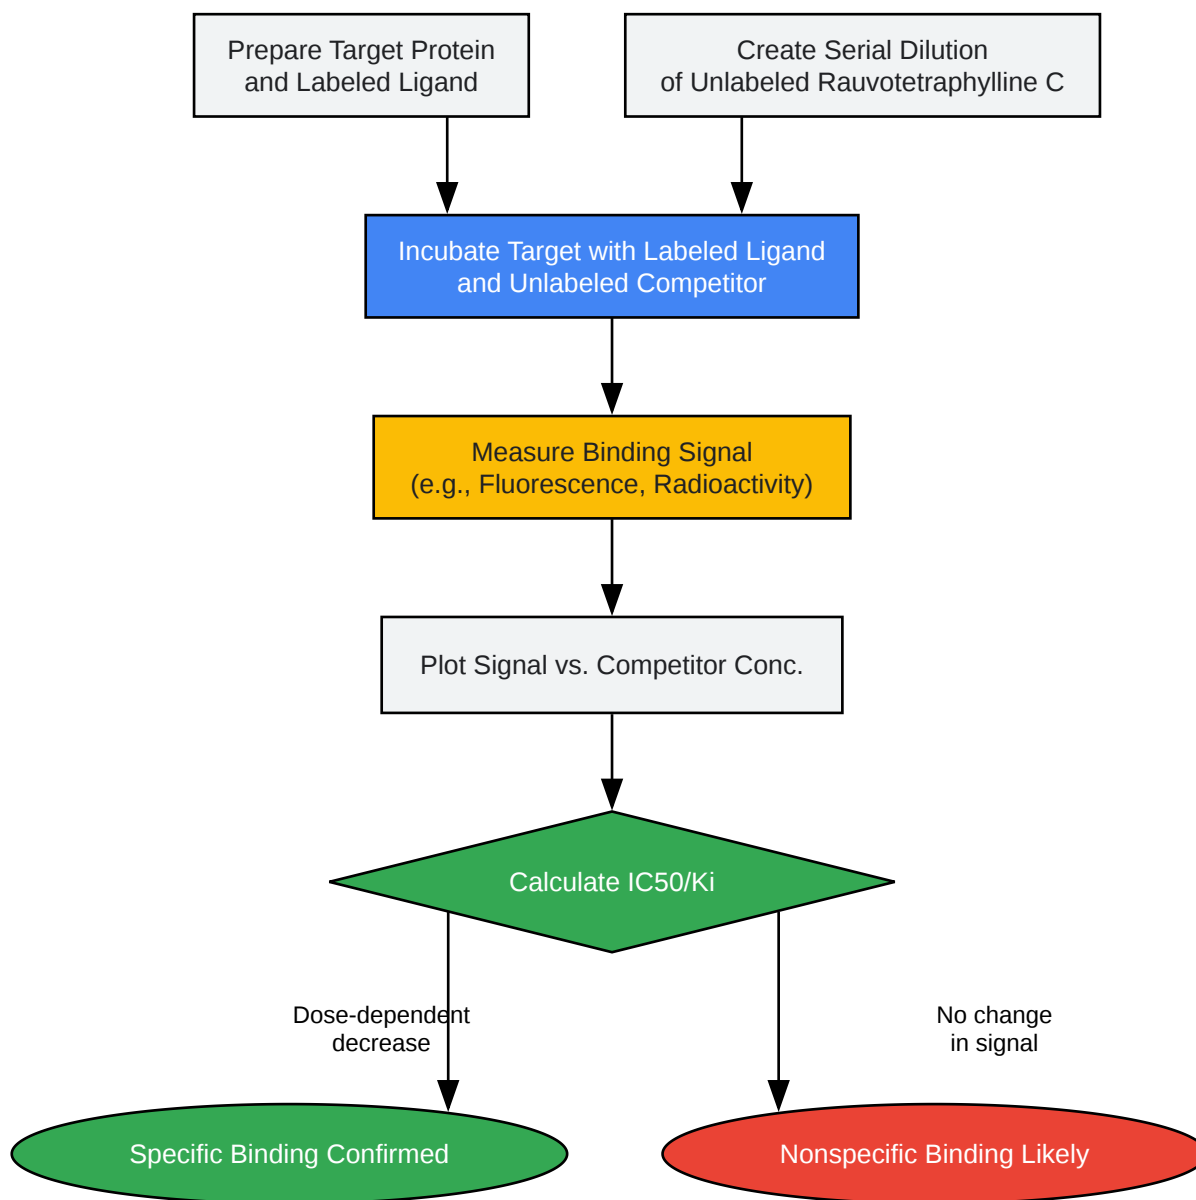 Prepare Target Protein
and Labeled Ligand
Create Serial Dilution
of Unlabeled Rauvotetraphylline C
Incubate Target with Labeled Ligand
and Unlabeled Competitor
Measure Binding Signal
(e.g., Fluorescence, Radioactivity)
Plot Signal vs. Competitor Conc.
Calculate IC50/Ki
Dose-dependent
decrease
No change
in signal
Specific Binding Confirmed
Nonspecific Binding Likely